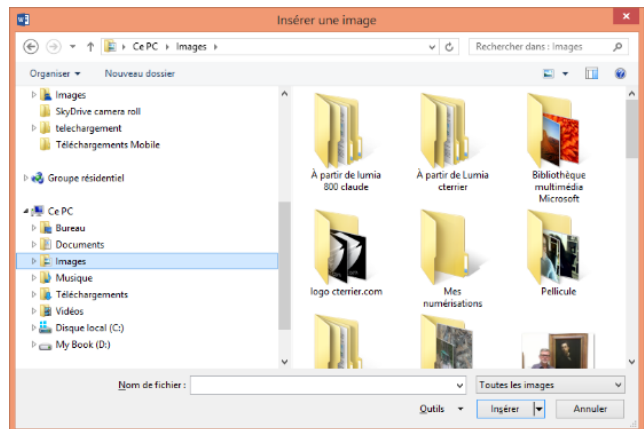 Insérer une image
Ce PC
Images
Rechercher dans : Images
Organiser
Nouveau dossier
Images
SkyDrive camera roll
telechargement
Téléchargements Mobile
Groupe résidentiel
Ce PC
Bureau
Documents
Images
Musique
Téléchargements
Vidéos
Disque local (C:)
My Book (D:)
À partir de lumia
800 claude
À partir de Lumia
cterrier
Bibliothèque
multimédia
Microsoft
logo cterrier.com
Mes
numérisations
Pellicule
Nom de fichier :
Toutes les images
Outils
Insérer
Annuler